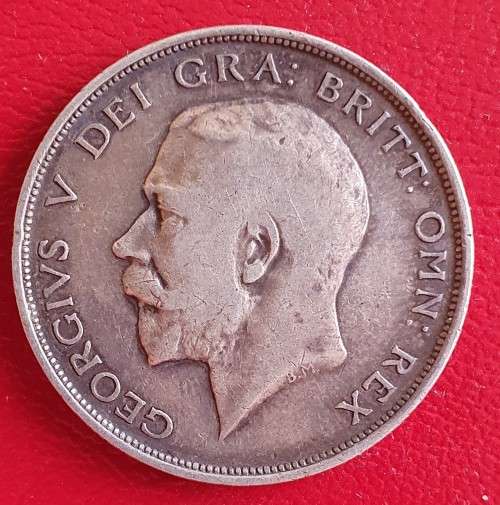 GEORGIVS V DEI GRA: BRITT: OMN: REX
B.M.